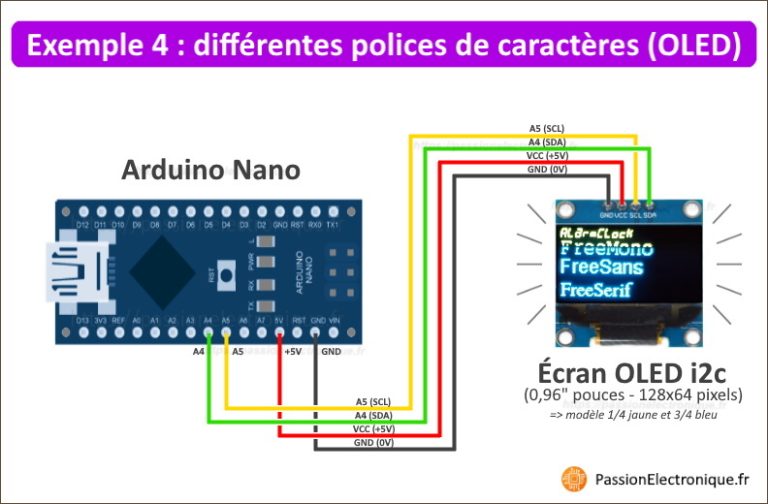 Exemple 4 : différentes polices de caractères (OLED)
A5 (SCL)
A4 (SDA)
VCC (+5V)
GND (0V)
Arduino Nano
D12 D11 D10 D9 D8 D7 D6 D5 D4 D3 D2 GND RST RX0 TX1
L
PWR
RX
TX
RST
ARDUINO
NANO
D13 3V3 REF A0 A1 A2 A3 A4 A5 A6 A7 5V RST GND VIN
A4 A5 +5V GND
GND VCC SCL SDA
ALarmClock
FreeMono
FreeSans
FreeSerif
A5 (SCL)
A4 (SDA)
VCC (+5V)
GND (0V)
Écran OLED i2c
(0,96" pouces - 128x64 pixels)
=> modèle 1/4 jaune et 3/4 bleu
PassionElectronique.fr